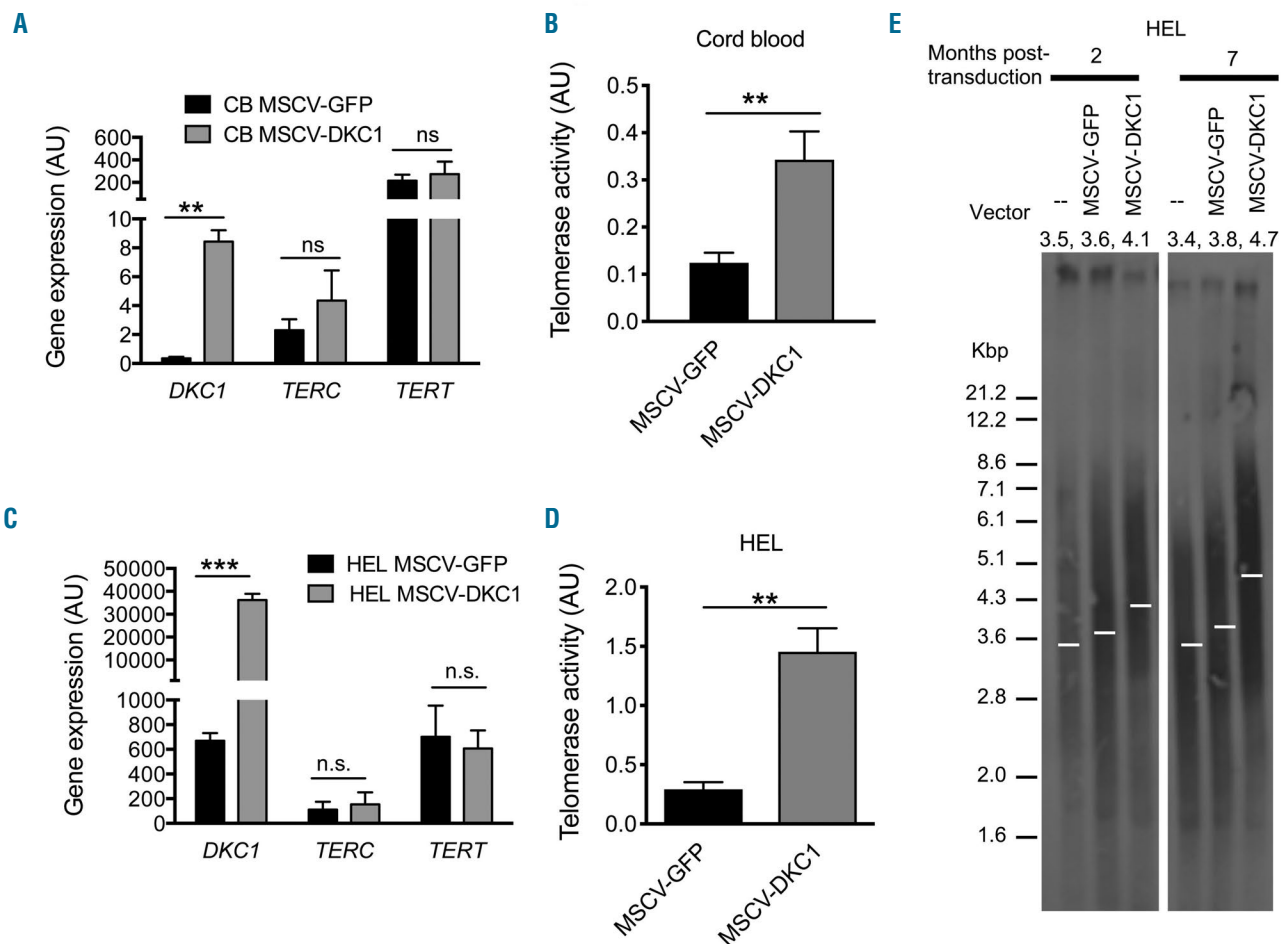 A
CB MSCV-GFP
CB MSCV-DKC1
Gene expression (AU)
600
400
200
10
8
6
4
2
0
**
ns
ns
DKC1 TERC TERT
B
Cord blood
Telomerase activity (AU)
0.5
0.4
0.3
0.2
0.1
0.0
**
MSCV-GFP
MSCV-DKC1
C
HEL MSCV-GFP
HEL MSCV-DKC1
Gene expression (AU)
50000
40000
30000
20000
10000
1000
800
600
400
200
0
***
n.s.
n.s.
DKC1 TERC TERT
D
HEL
Telomerase activity (AU)
2.0
1.5
1.0
0.5
0.0
**
MSCV-GFP
MSCV-DKC1
E
HEL
Months post-
transduction
2 7
Vector
--
MSCV-GFP
MSCV-DKC1
--
MSCV-GFP
MSCV-DKC1
3.5, 3.6, 4.1 3.4, 3.8, 4.7
Kbp
21.2
12.2
8.6
7.1
6.1
5.1
4.3
3.6
2.8
2.0
1.6